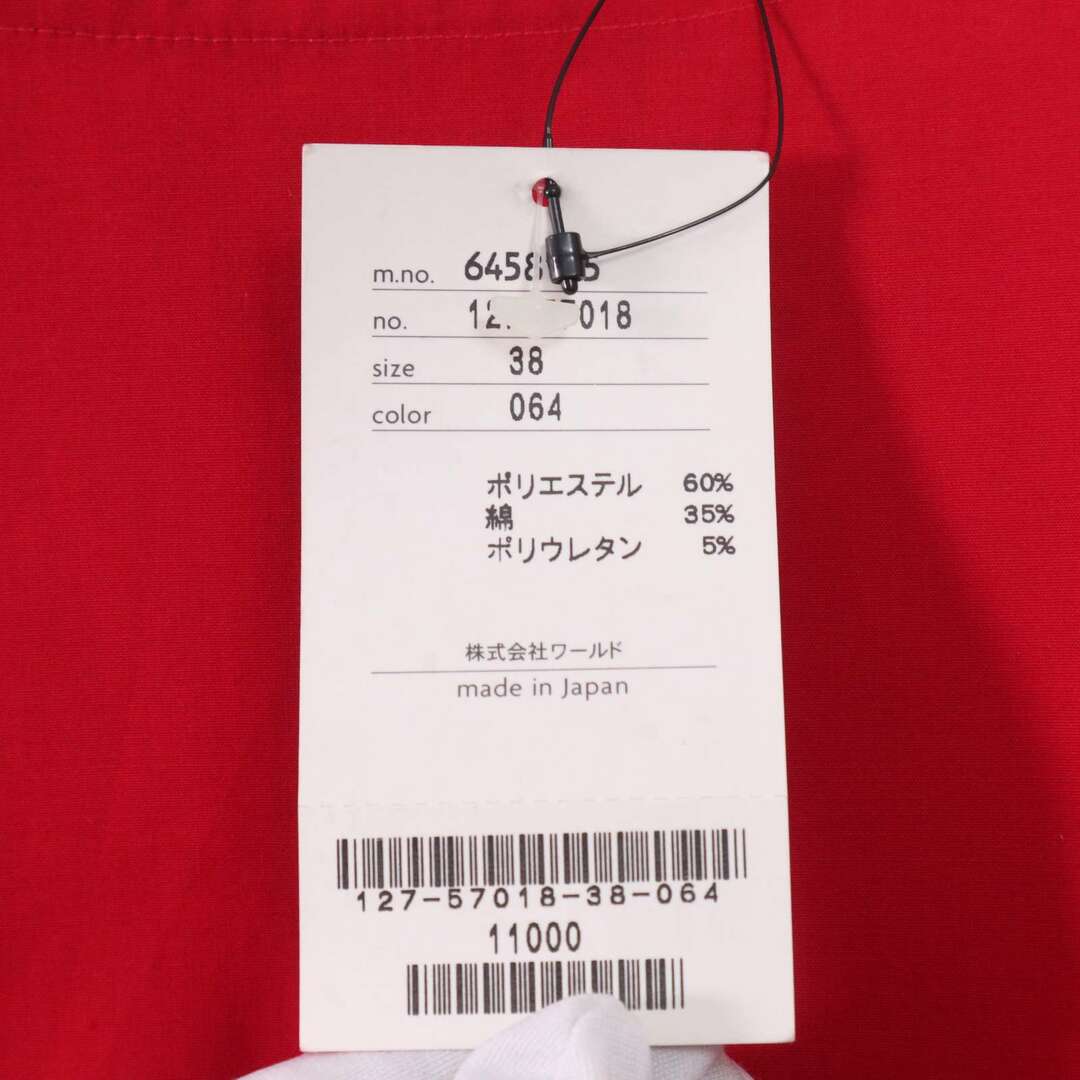 m.no.
no.
size 38
color 064
ポリエステル 60%
綿 35%
ポリウレタン 5%
株式会社ワールド
made in Japan
127-57018-38-064
11000